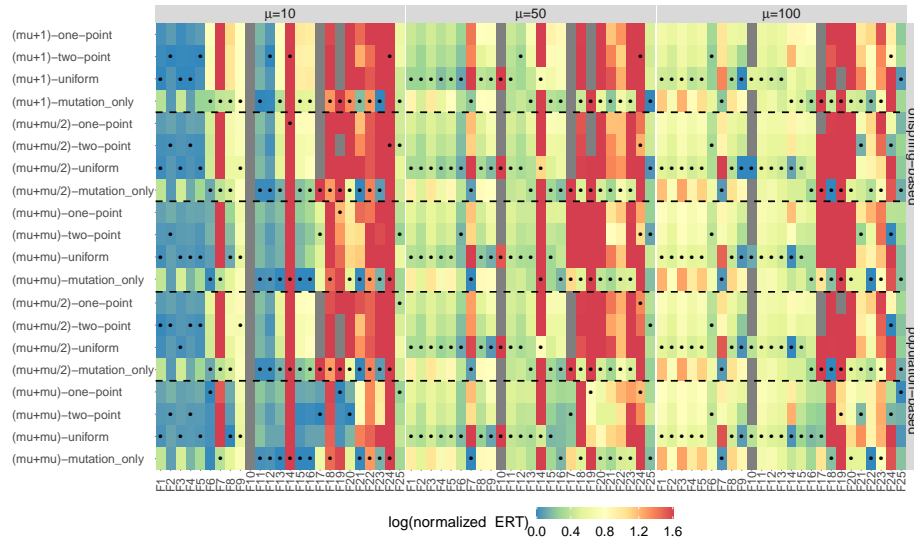 μ=10 μ=50 μ=100
(mu+1)−one−point
(mu+1)−two−point
(mu+1)−uniform
(mu+1)−mutation_only
(mu+mu/2)−one−point
(mu+mu/2)−two−point
(mu+mu/2)−uniform
(mu+mu/2)−mutation_only
(mu+mu)−one−point
(mu+mu)−two−point
(mu+mu)−uniform
(mu+mu)−mutation_only
(mu+mu/2)−one−point
(mu+mu/2)−two−point
(mu+mu/2)−uniform
(mu+mu/2)−mutation_only
(mu+mu)−one−point
(mu+mu)−two−point
(mu+mu)−uniform
(mu+mu)−mutation_only
offspring−based
population−based
F1 F2 F3 F4 F5 F6 F7 F8 F9 F10 F11 F12 F13 F14 F15 F16 F17 F18 F19 F20 F21 F22 F23 F24 F25
F1 F2 F3 F4 F5 F6 F7 F8 F9 F10 F11 F12 F13 F14 F15 F16 F17 F18 F19 F20 F21 F22 F23 F24 F25
F1 F2 F3 F4 F5 F6 F7 F8 F9 F10 F11 F12 F13 F14 F15 F16 F17 F18 F19 F20 F21 F22 F23 F24 F25
log(normalized ERT)
0.0 0.4 0.8 1.2 1.6